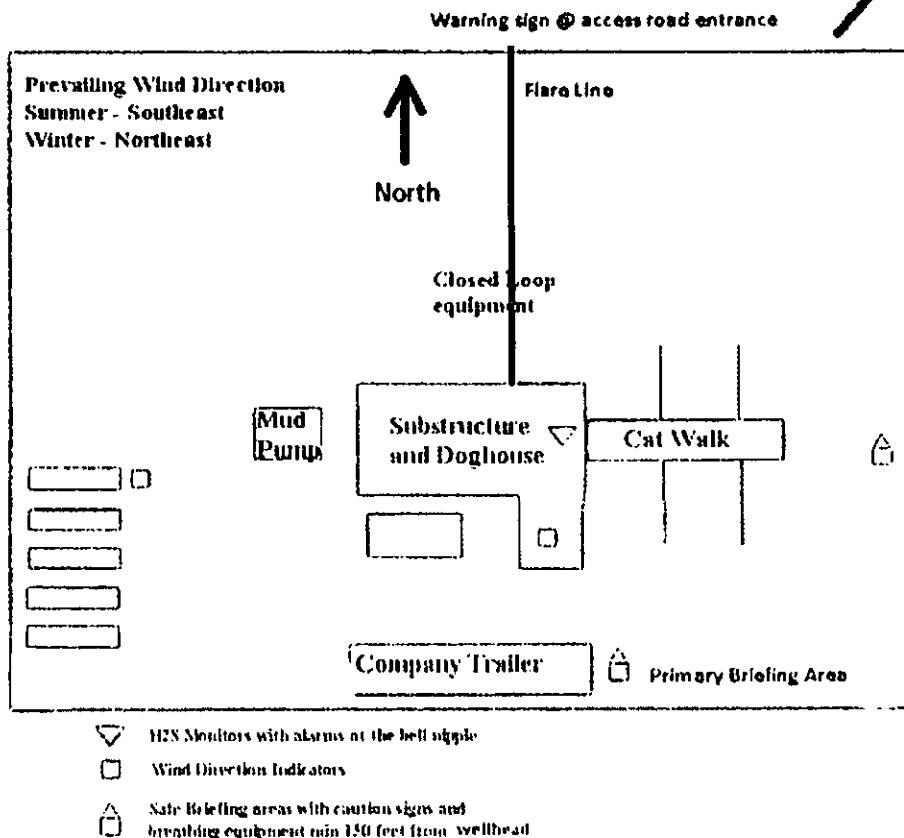 Warning sign @ access road entrance
Prevailing Wind Direction
Summer - Southeast
Winter - Northeast
Flare Line
North
Closed Loop
equipment
Mud
Pump
Substructure
and Doghouse
Cat Walk
Company Trailer
Primary Briefing Area
H2S Monitors with alarms at the bell nipple
Wind Direction Indicators
Safe Briefing areas with caution signs and
breathing equipment min 150 feet from wellhead